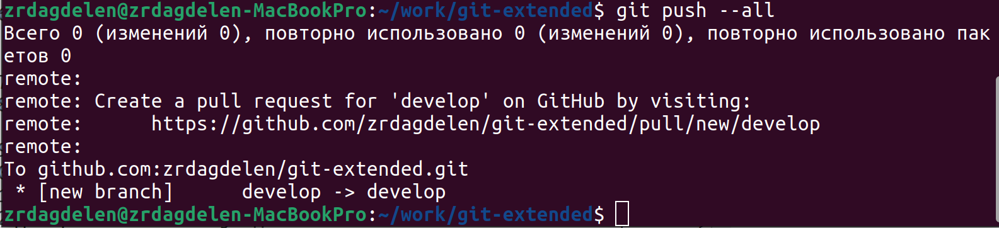 zrdagdelen@zrdagdelen-MacBookPro:~/work/git-extended$ git push --all
Всего 0 (изменений 0), повторно использовано 0 (изменений 0), повторно использовано пак
етов 0
remote:
remote: Create a pull request for 'develop' on GitHub by visiting:
remote:      https://github.com/zrdagdelen/git-extended/pull/new/develop
remote:
To github.com:zrdagdelen/git-extended.git
 * [new branch]      develop -> develop
zrdagdelen@zrdagdelen-MacBookPro:~/work/git-extended$